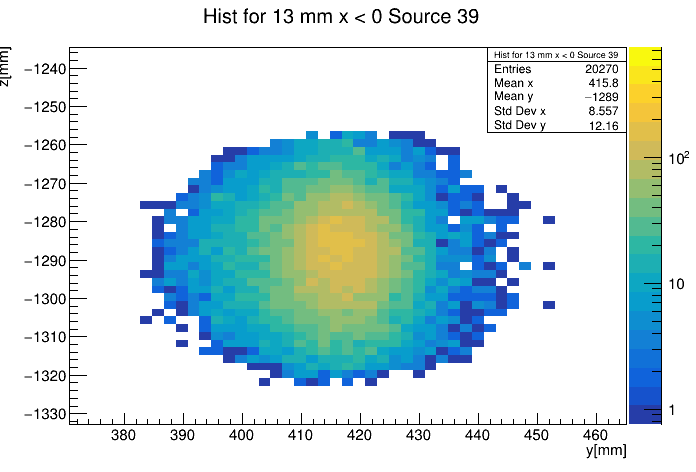 Hist for 13 mm x < 0 Source 39
z[mm]
Hist for 13 mm x < 0 Source 39
Entries 20270
Mean x 415.8
Mean y −1289
Std Dev x 8.557
Std Dev y 12.16
−1240
−1250
−1260
−1270
−1280
−1290
−1300
−1310
−1320
−1330
10²
10
1
380 390 400 410 420 430 440 450 460
y[mm]